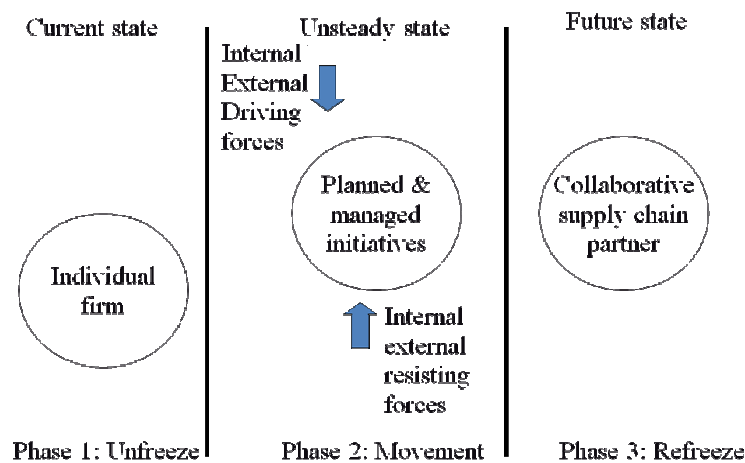 Current state
Unsteady state
Future state
Internal
External
Driving
forces
Planned &
managed
initiatives
Collaborative
supply chain
partner
Individual
firm
Internal
external
resisting
forces
Phase 1: Unfreeze
Phase 2: Movement
Phase 3: Refreeze